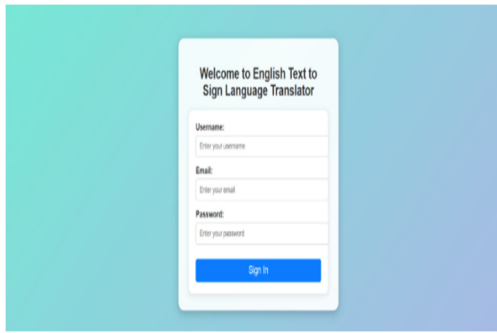 Welcome to English Text to
Sign Language Translator
Username:
Enter your username
Email:
Enter your email
Password:
Enter your password
Sign In